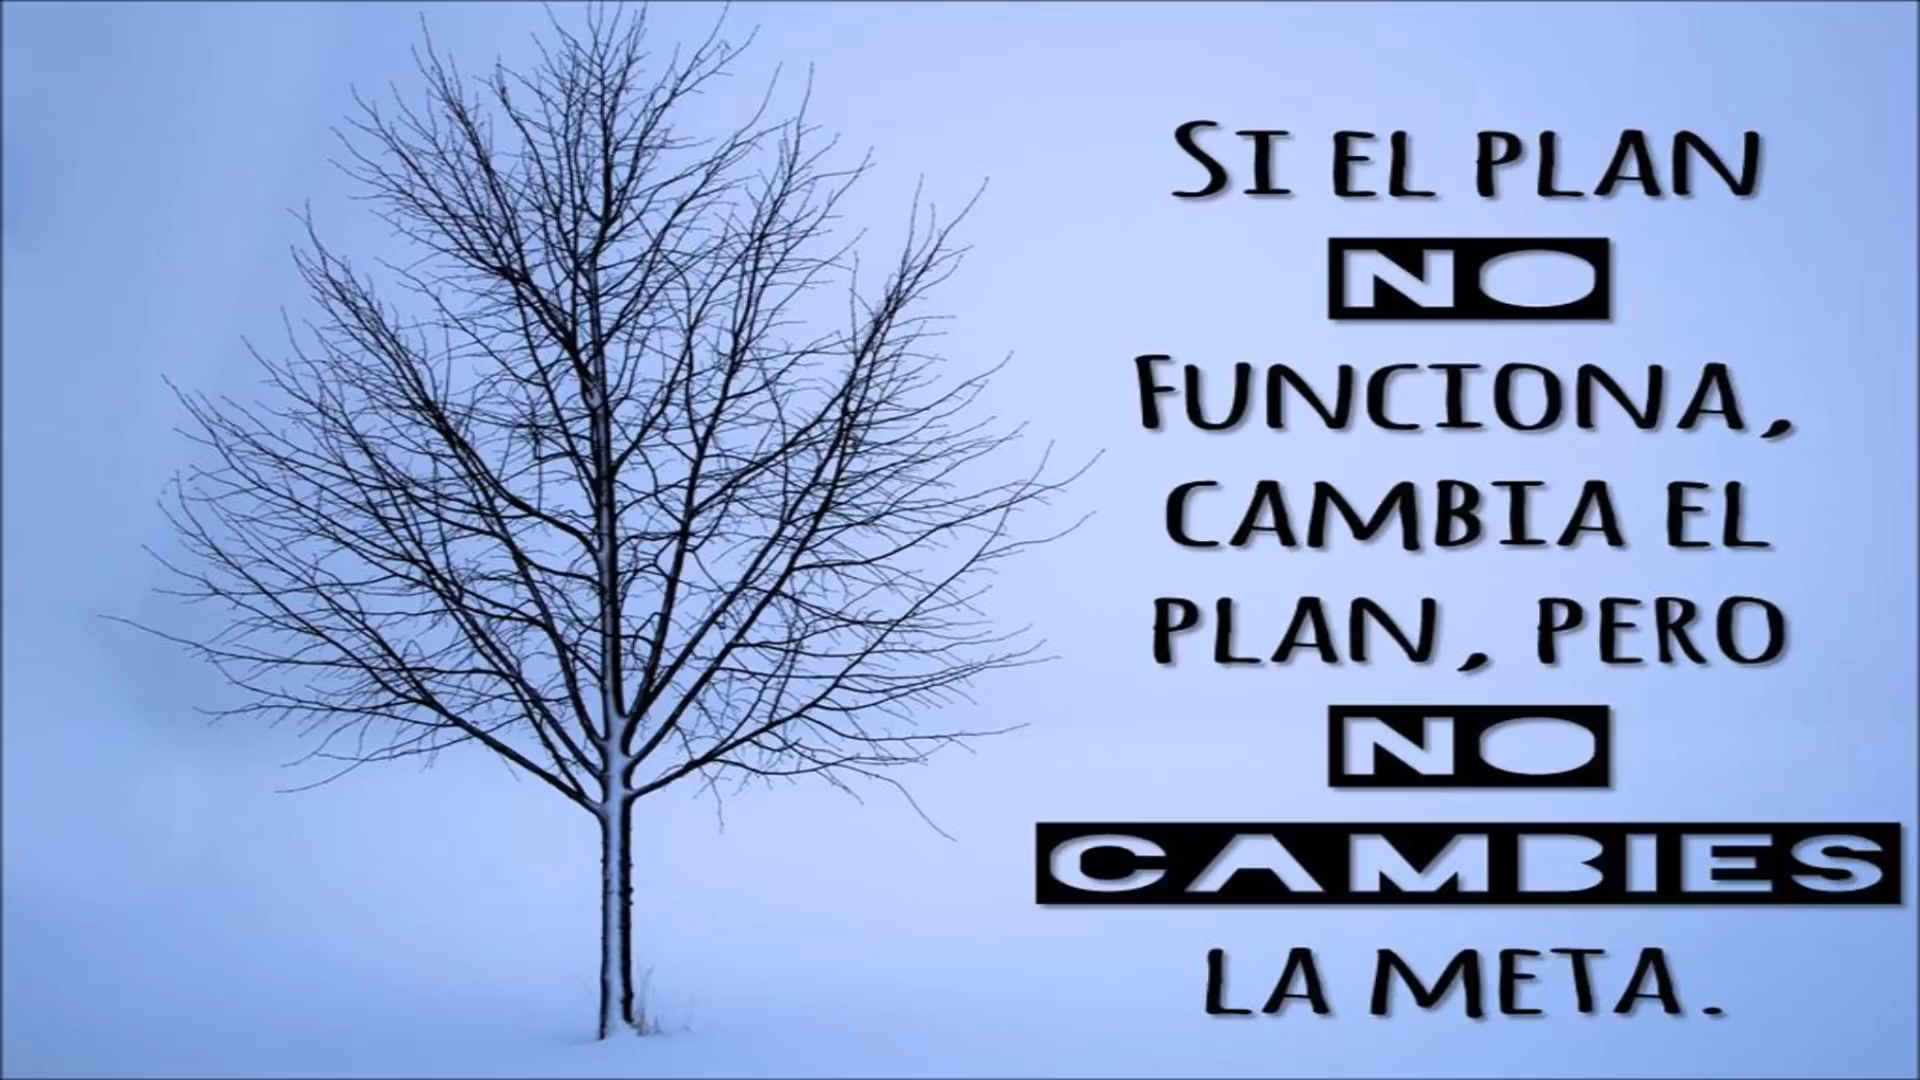 SI EL PLAN
NO
FUNCIONA,
CAMBIA EL
PLAN, PERO
NO
CAMBIES
LA META.